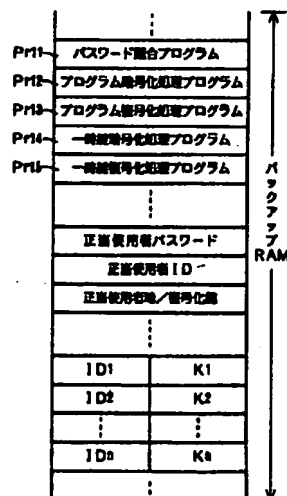 Pr11 パスワード照合プログラム
Pr12 プログラム暗号化処理プログラム
Pr13 プログラム復号化処理プログラム
Pr14 一時鍵暗号化処理プログラム
Pr15 一時鍵復号化処理プログラム
正当使用者パスワード
正当使用者ID
正当使用者暗/復号化鍵
ID1 K1
ID2 K2
IDn Kn
バックアップ
RAM